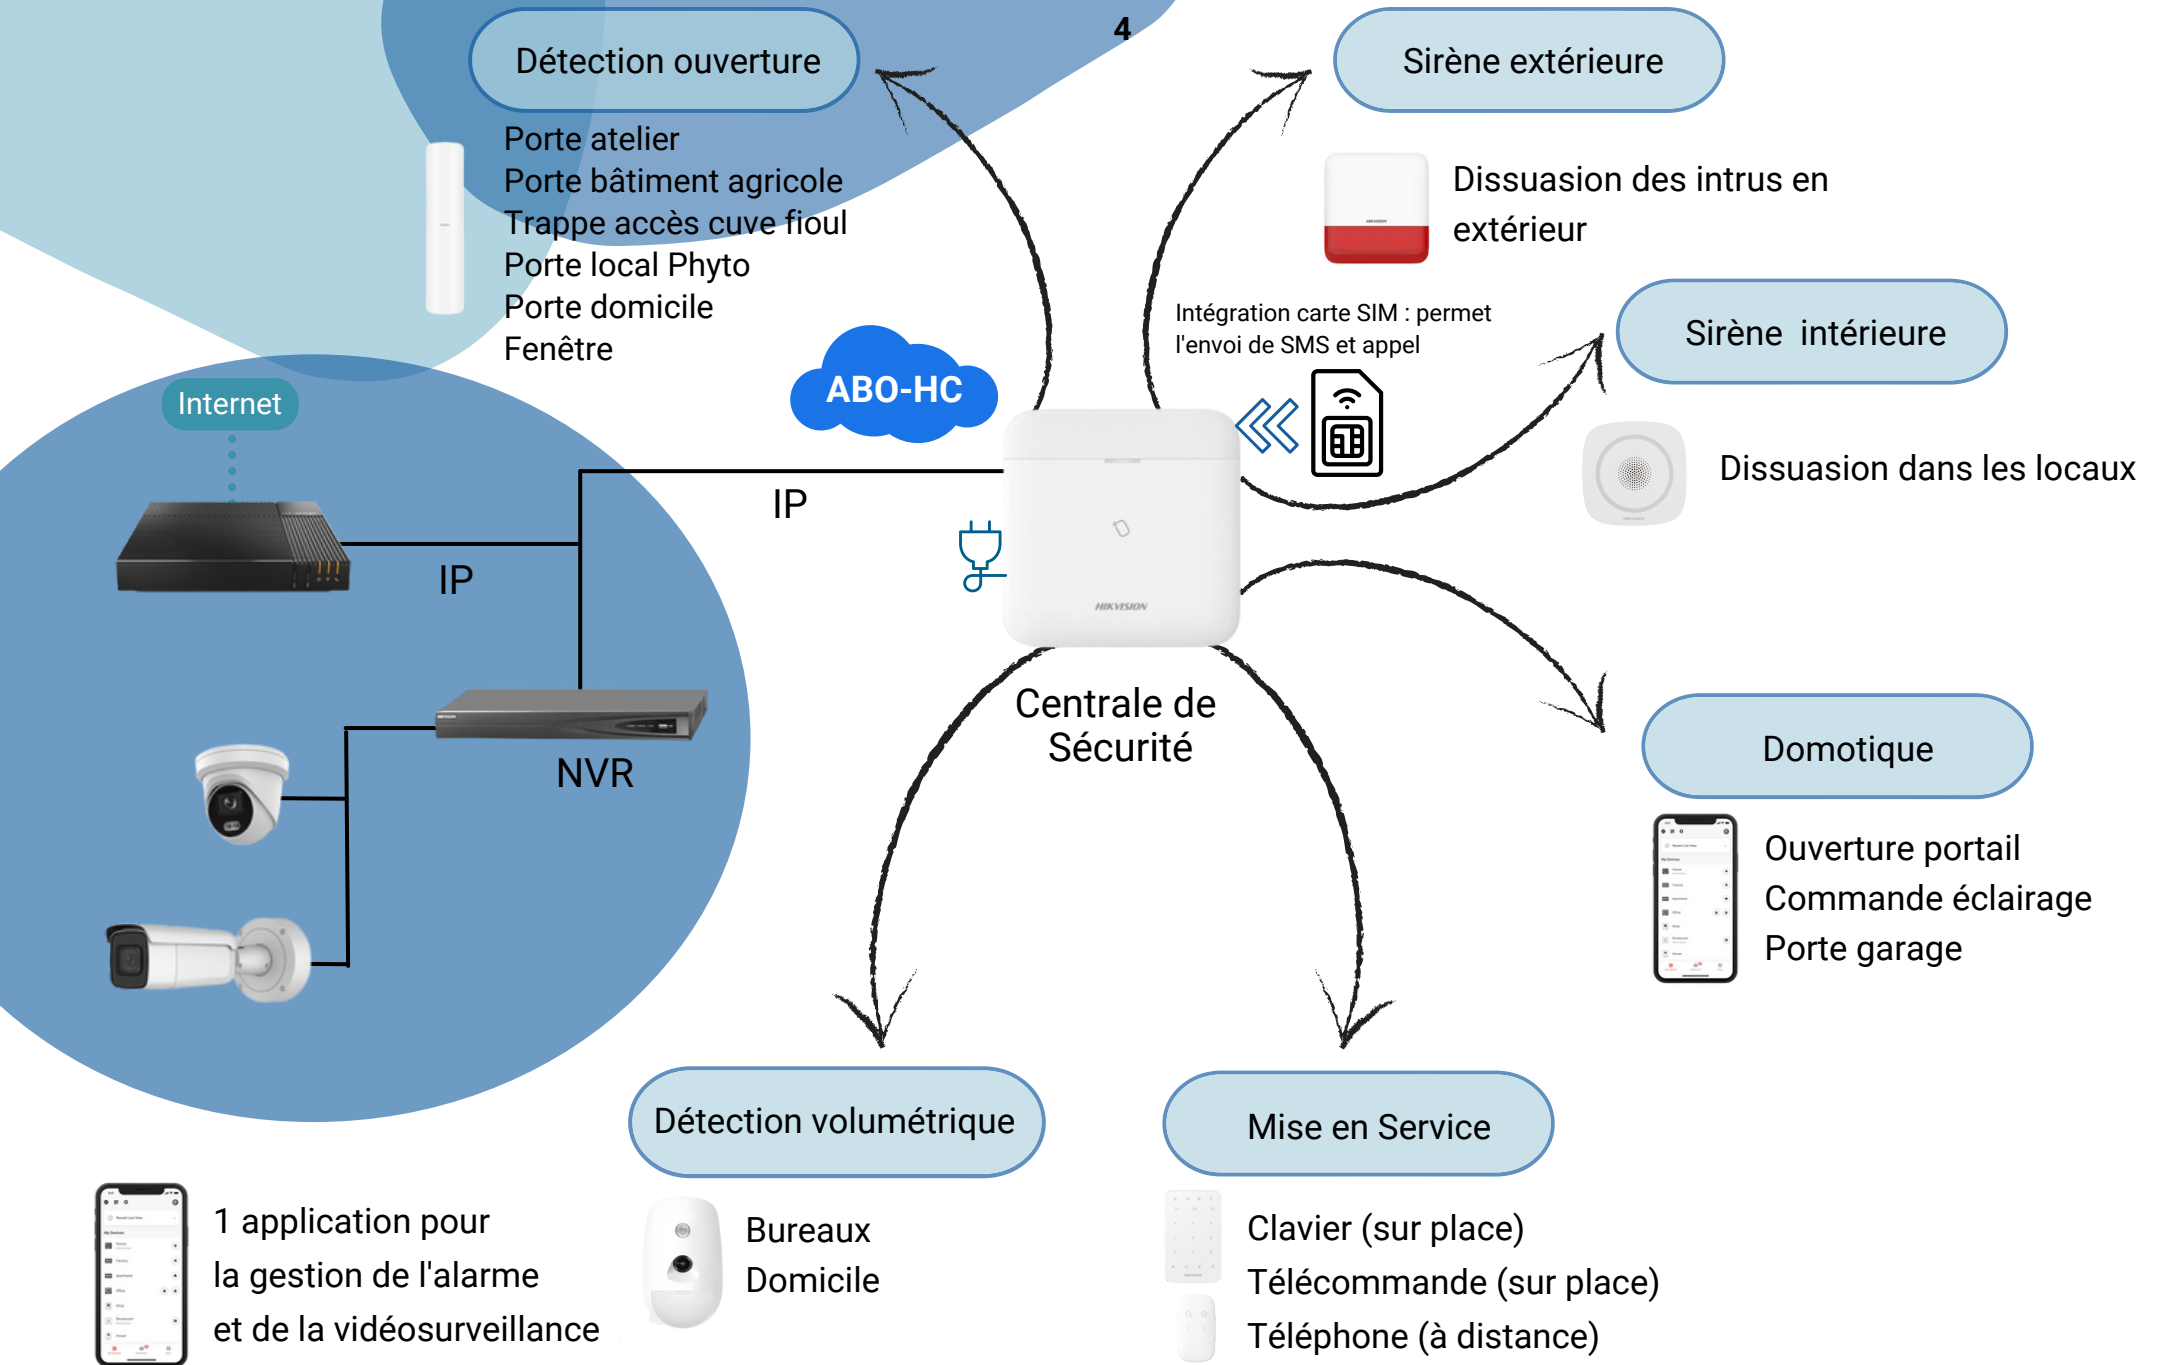 4
Détection ouverture
Porte atelier
Porte bâtiment agricole
Trappe accès cuve fioul
Porte local Phyto
Porte domicile
Fenêtre
Sirène extérieure
Dissuasion des intrus en
extérieur
Intégration carte SIM : permet
l'envoi de SMS et appel
Sirène intérieure
Dissuasion dans les locaux
ABO-HC
Internet
IP
IP
HIKVISION
Centrale de
Sécurité
NVR
Domotique
Ouverture portail
Commande éclairage
Porte garage
Détection volumétrique
Bureaux
Domicile
Mise en Service
Clavier (sur place)
Télécommande (sur place)
Téléphone (à distance)
1 application pour
la gestion de l'alarme
et de la vidéosurveillance